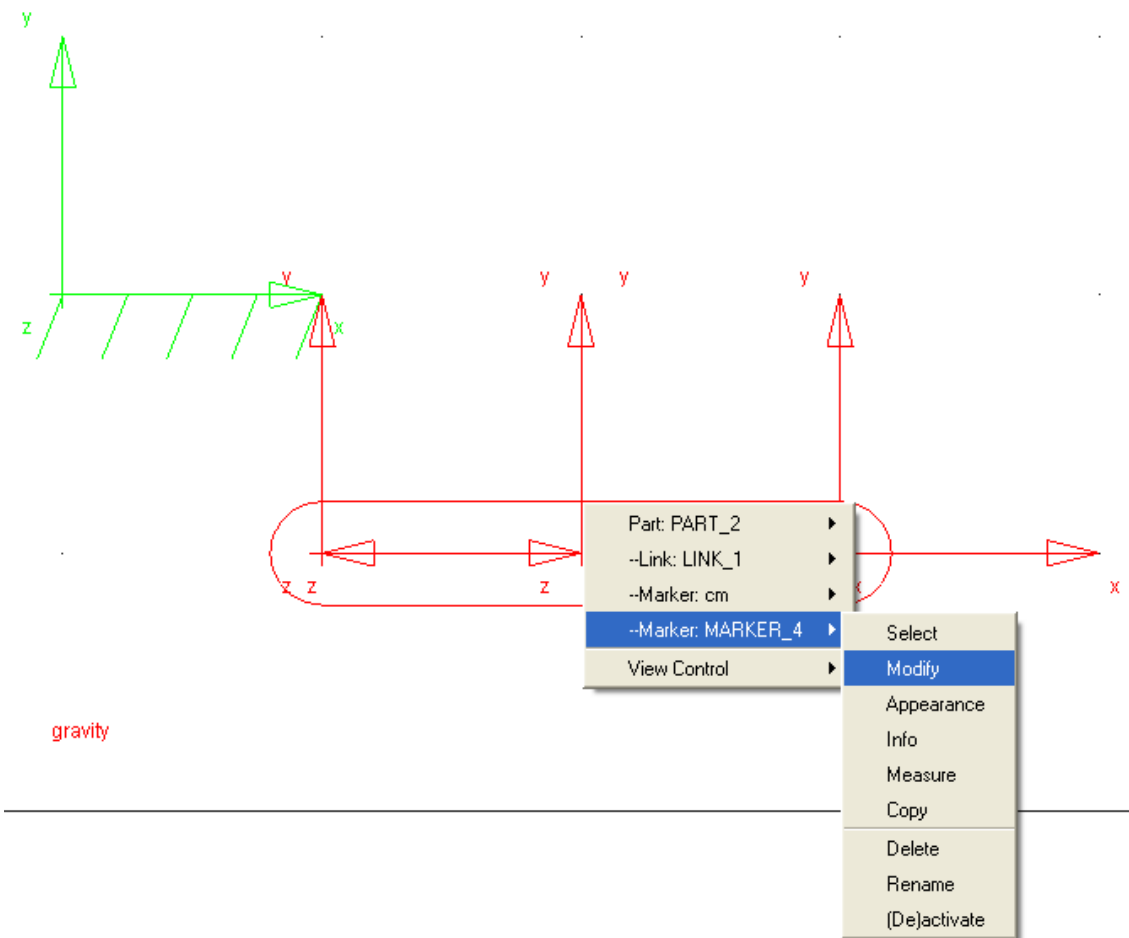 y
y
y
y
y
z
x
Part: PART_2
--Link: LINK_1
z
z
z
--Marker: cm
x
x
--Marker: MARKER_4
Select
View Control
Modify
Appearance
gravity
Info
Measure
Copy
Delete
Rename
(De)activate